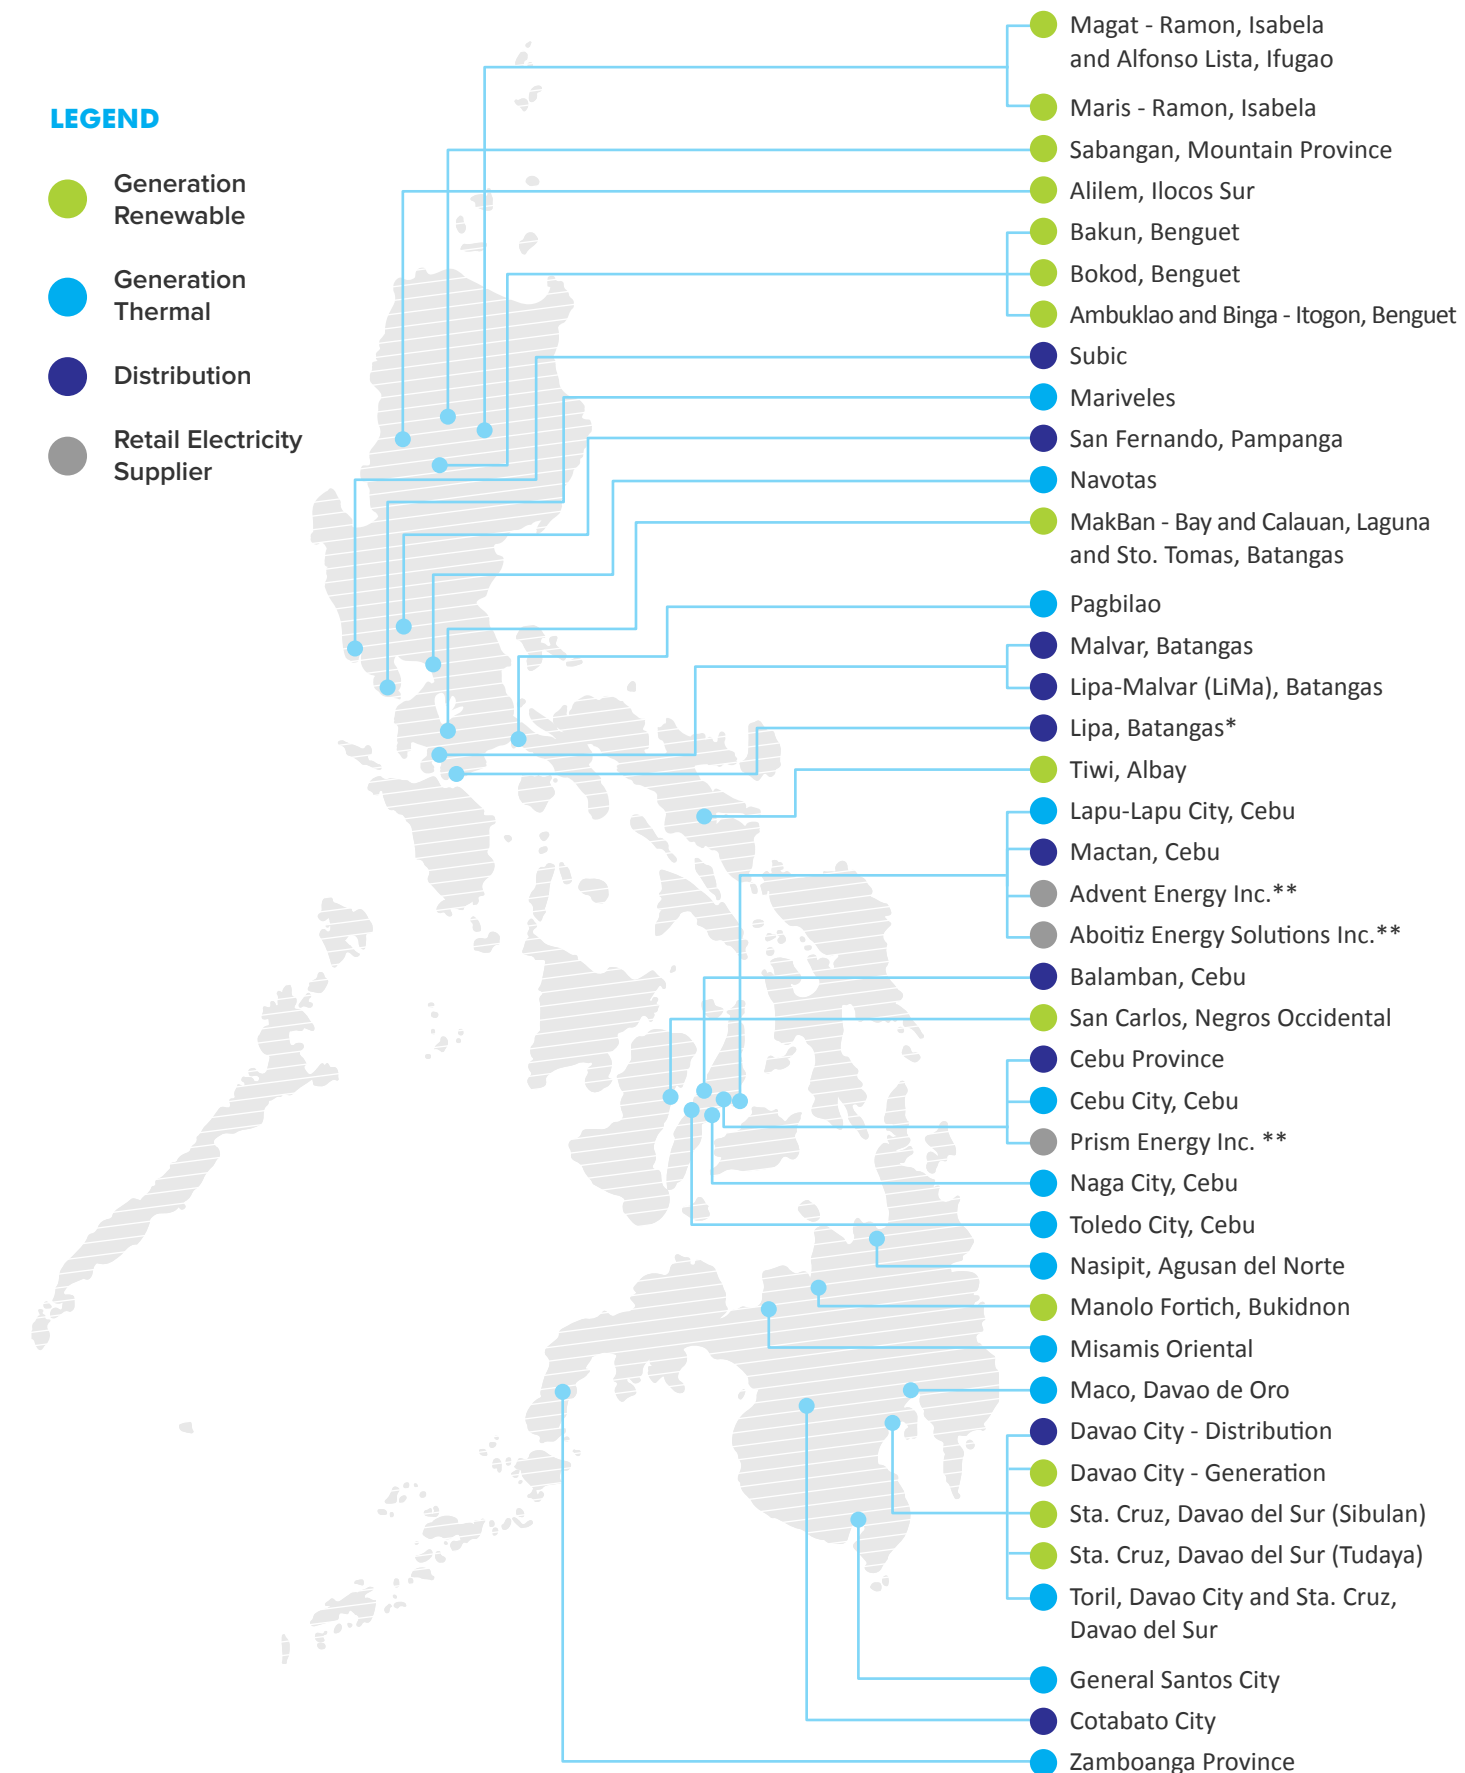 LEGEND
Generation
Renewable
Generation
Thermal
Distribution
Retail Electricity
Supplier
Magat - Ramon, Isabela
and Alfonso Lista, Ifugao
Maris - Ramon, Isabela
Sabangan, Mountain Province
Alilem, Ilocos Sur
Bakun, Benguet
Bokod, Benguet
Ambuklao and Binga - Itogon, Benguet
Subic
Mariveles
San Fernando, Pampanga
Navotas
MakBan - Bay and Calauan, Laguna
and Sto. Tomas, Batangas
Pagbilao
Malvar, Batangas
Lipa-Malvar (LiMa), Batangas
Lipa, Batangas*
Tiwi, Albay
Lapu-Lapu City, Cebu
Mactan, Cebu
Advent Energy Inc.**
Aboitiz Energy Solutions Inc.**
Balamban, Cebu
San Carlos, Negros Occidental
Cebu Province
Cebu City, Cebu
Prism Energy Inc. **
Naga City, Cebu
Toledo City, Cebu
Nasipit, Agusan del Norte
Manolo Fortich, Bukidnon
Misamis Oriental
Maco, Davao de Oro
Davao City - Distribution
Davao City - Generation
Sta. Cruz, Davao del Sur (Sibulan)
Sta. Cruz, Davao del Sur (Tudaya)
Toril, Davao City and Sta. Cruz,
Davao del Sur
General Santos City
Cotabato City
Zamboanga Province